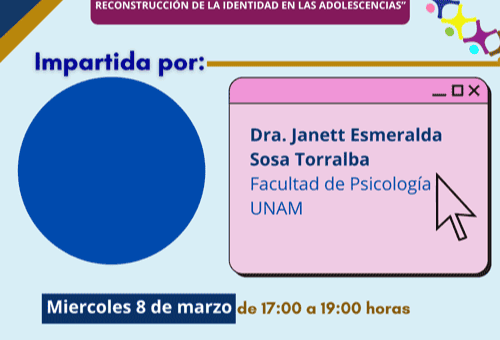 RECONSTRUCCIÓN DE LA IDENTIDAD EN LAS ADOLESCENCIAS"
Impartida por:
Dra. Janett Esmeralda
Sosa Torralba
Facultad de Psicología
UNAM
Miercoles 8 de marzo de 17:00 a 19:00 horas